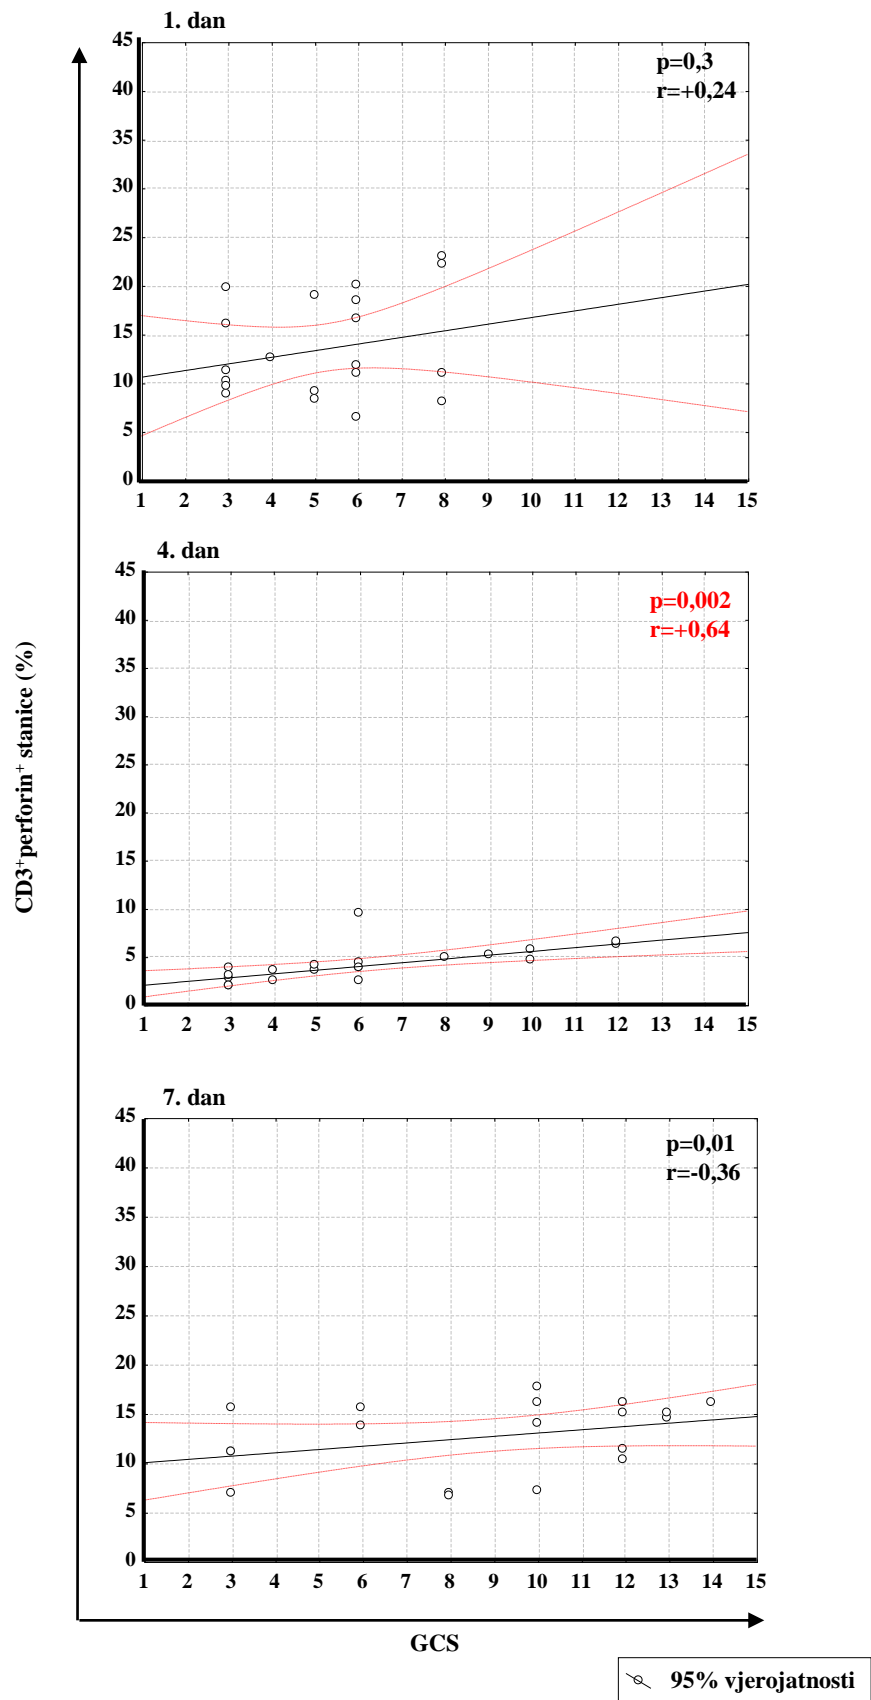 1. dan
p=0,3
r=+0,24
45
40
35
30
25
20
15
10
5
0
1 2 3 4 5 6 7 8 9 10 11 12 13 14 15
4. dan
p=0,002
r=+0,64
45
40
35
30
25
20
15
10
5
0
1 2 3 4 5 6 7 8 9 10 11 12 13 14 15
CD3⁺perforin⁺ stanice (%)
7. dan
p=0,01
r=-0,36
45
40
35
30
25
20
15
10
5
0
1 2 3 4 5 6 7 8 9 10 11 12 13 14 15
GCS
95% vjerojatnosti